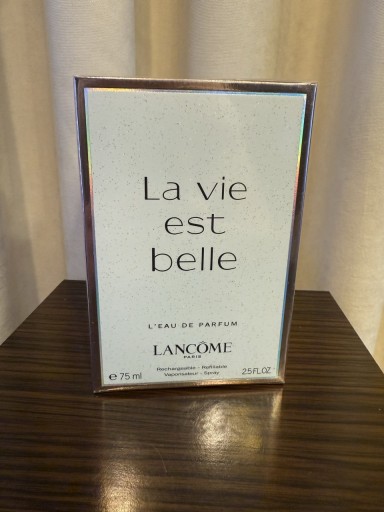 La vie
est
belle
L'EAU DE PARFUM
LANCÔME
PARIS
Rechargeable - Refillable
Vaporisateur - Spray
e 75 ml
2.5 FL.OZ